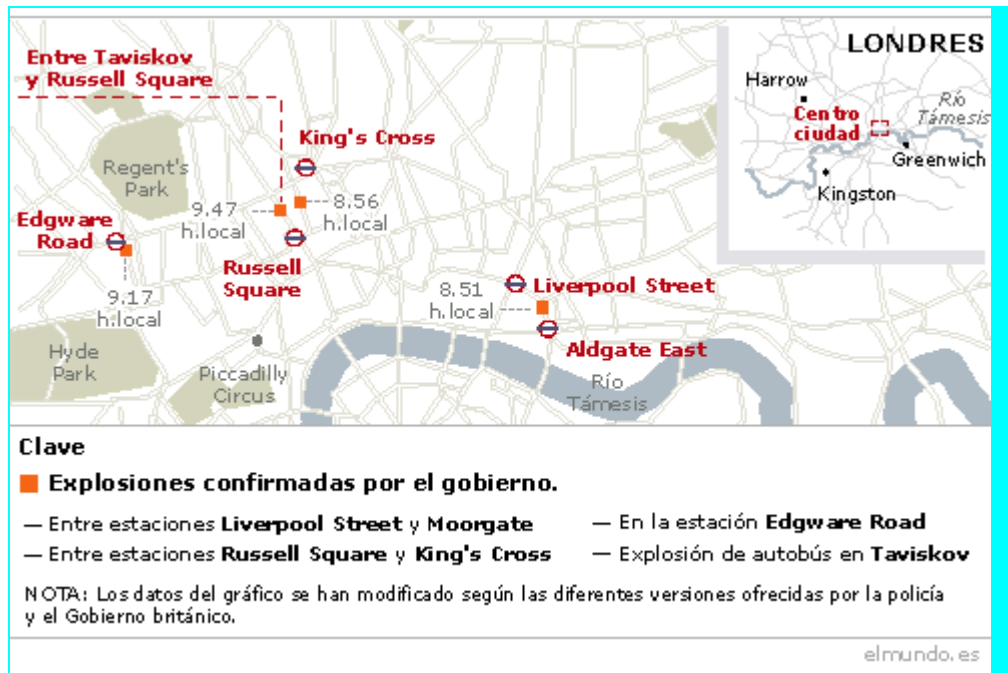 Entre Taviskov
y Russell Square
King's Cross
Regent's
Park
9.47
h.local
8.56
h.local
Edgware
Road
Russell
Square
9.17
h.local
8.51
h.local
Liverpool Street
Aldgate East
Hyde
Park
Piccadilly
Circus
Río
Támesis
LONDRES
Harrow
Centro
ciudad
Río
Támesis
Greenwich
Kingston
Clave
Explosiones confirmadas por el gobierno.
— Entre estaciones Liverpool Street y Moorgate
— Entre estaciones Russell Square y King's Cross
— En la estación Edgware Road
— Explosión de autobús en Taviskov
NOTA: Los datos del gráfico se han modificado según las diferentes versiones ofrecidas por la policía
y el Gobierno británico.
elmundo.es